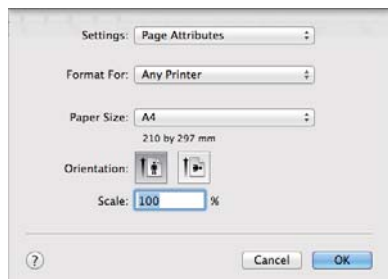 Settings: Page Attributes
Format For: Any Printer
Paper Size: A4
210 by 297 mm
Orientation:
Scale: 100 %
? Cancel OK